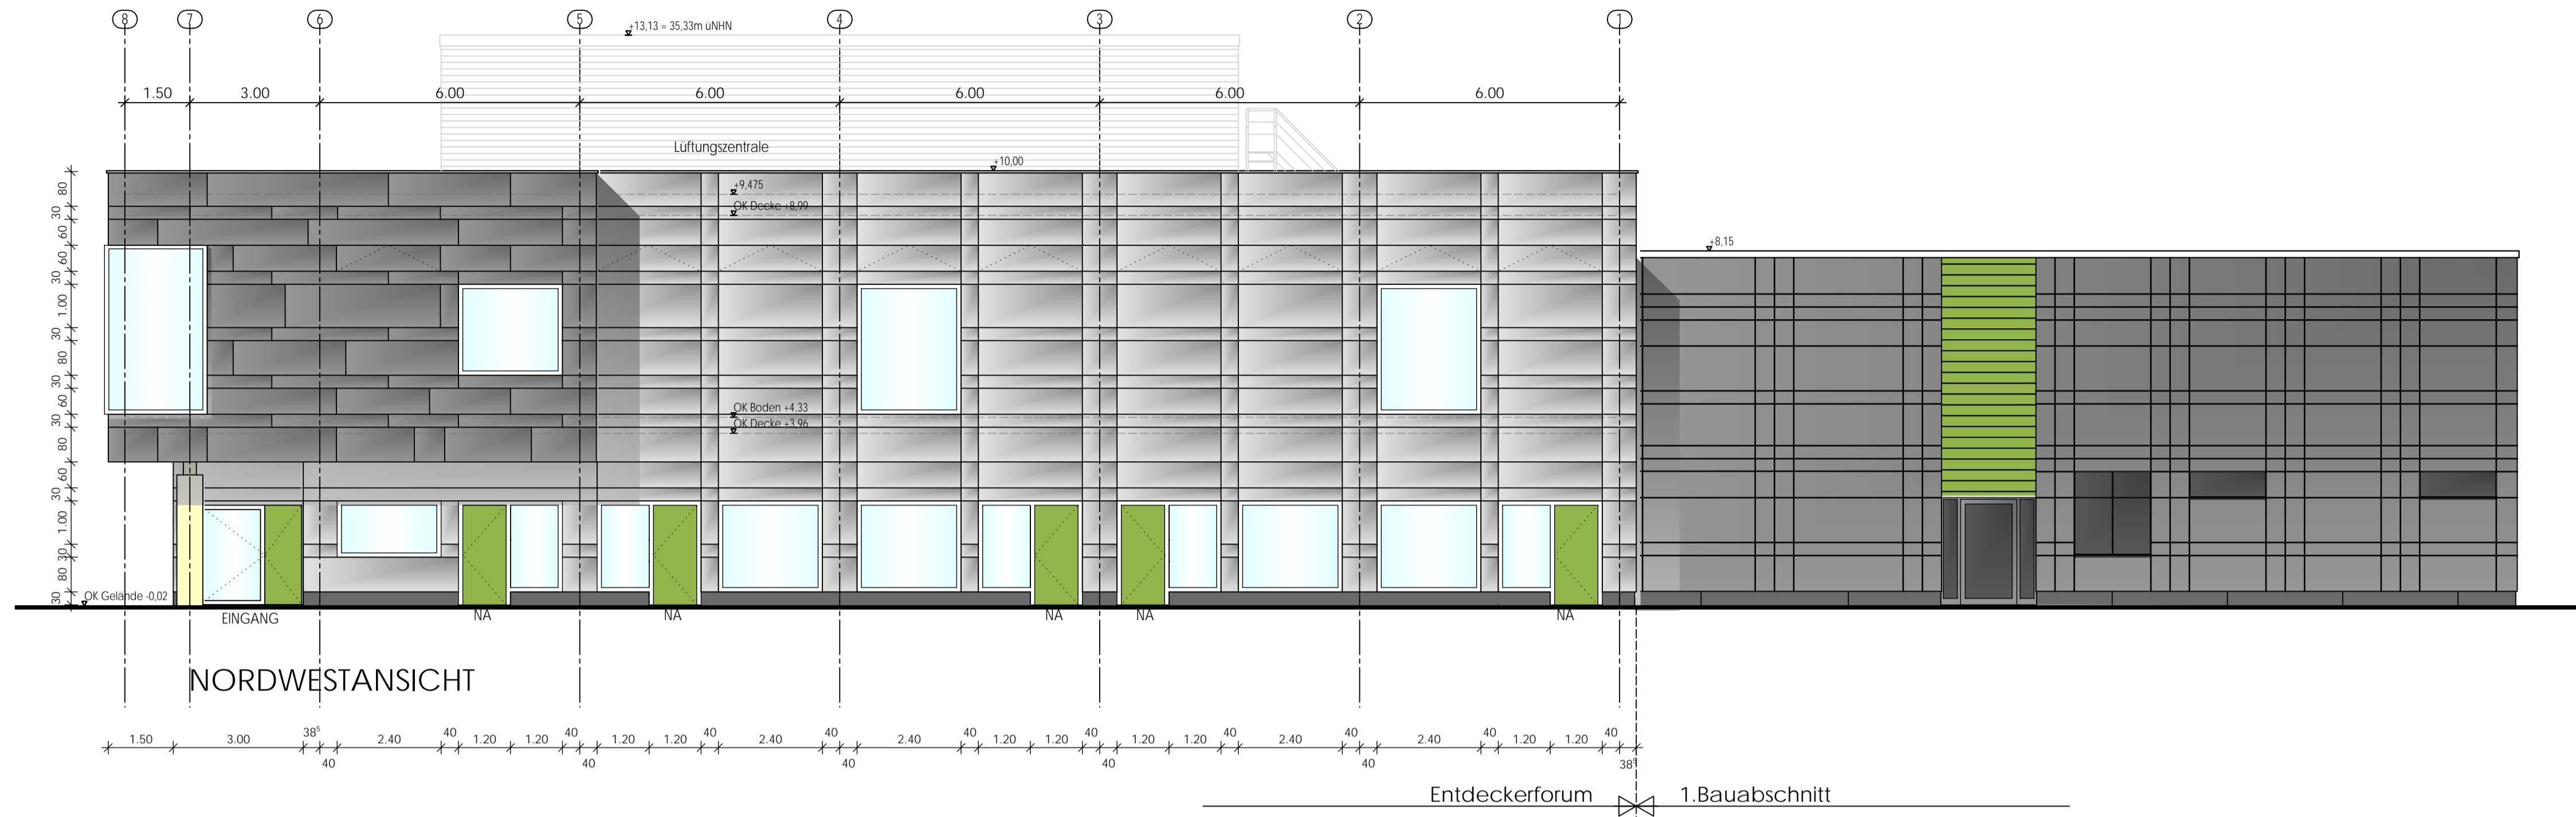 8 7 6 5 4 3 2 1
+13,13 = 35,33m üNHN
1.50 3.00 6.00 6.00 6.00 6.00 6.00
Lüftungszentrale
+10,00
+9,475
OK Decke +8,99
+8,15
80
30
60
60
30
1.00
30
80
30
60
30
80
60
30
1.00
30
80
30
OK Boden +4,33
OK Decke +3,96
OK Gelände -0,02
EINGANG NA NA NA NA NA
NORDWESTANSICHT
1.50 3.00 38⁵ 2.40 40 1.20 1.20 40 1.20 1.20 40 2.40 40 2.40 40 1.20 1.20 40 1.20 1.20 40 2.40 40 2.40 40 1.20 1.20 40
40 40 40 40 40 38⁵
Entdeckerforum 1.Bauabschnitt